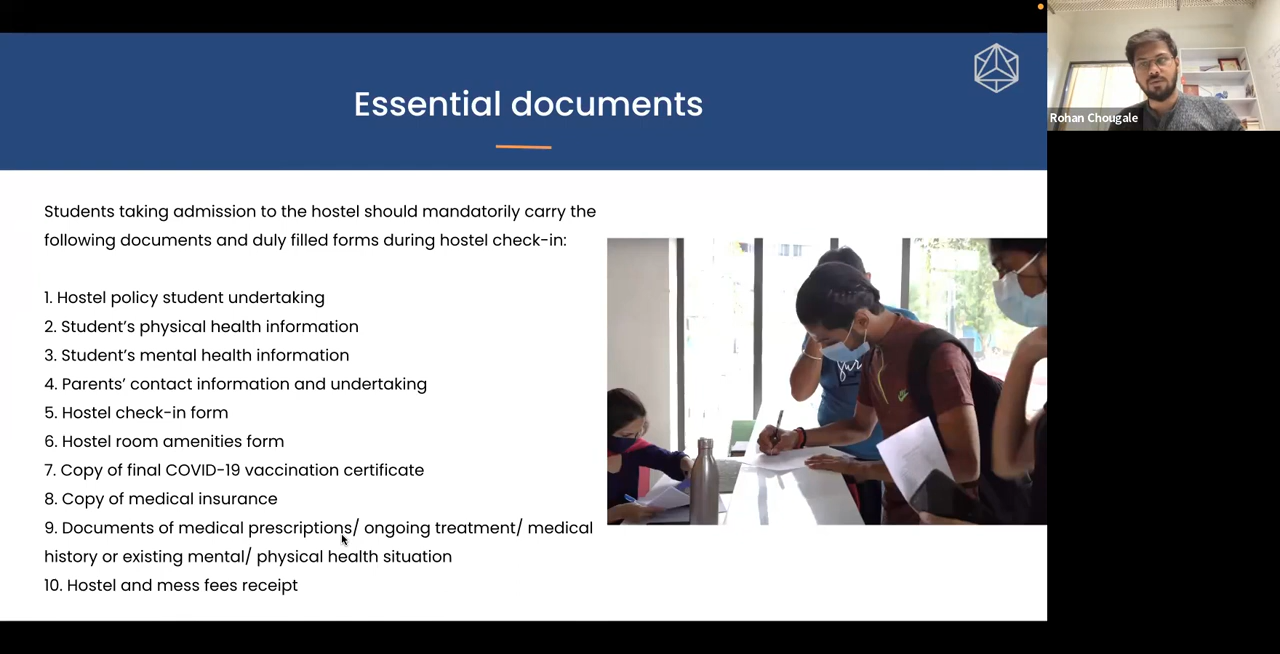 Essential documents
Rohan Chougale
Students taking admission to the hostel should mandatorily carry the
following documents and duly filled forms during hostel check-in:
1. Hostel policy student undertaking
2. Student’s physical health information
3. Student’s mental health information
4. Parents’ contact information and undertaking
5. Hostel check-in form
6. Hostel room amenities form
7. Copy of final COVID-19 vaccination certificate
8. Copy of medical insurance
9. Documents of medical prescriptions/ ongoing treatment/ medical
history or existing mental/ physical health situation
10. Hostel and mess fees receipt